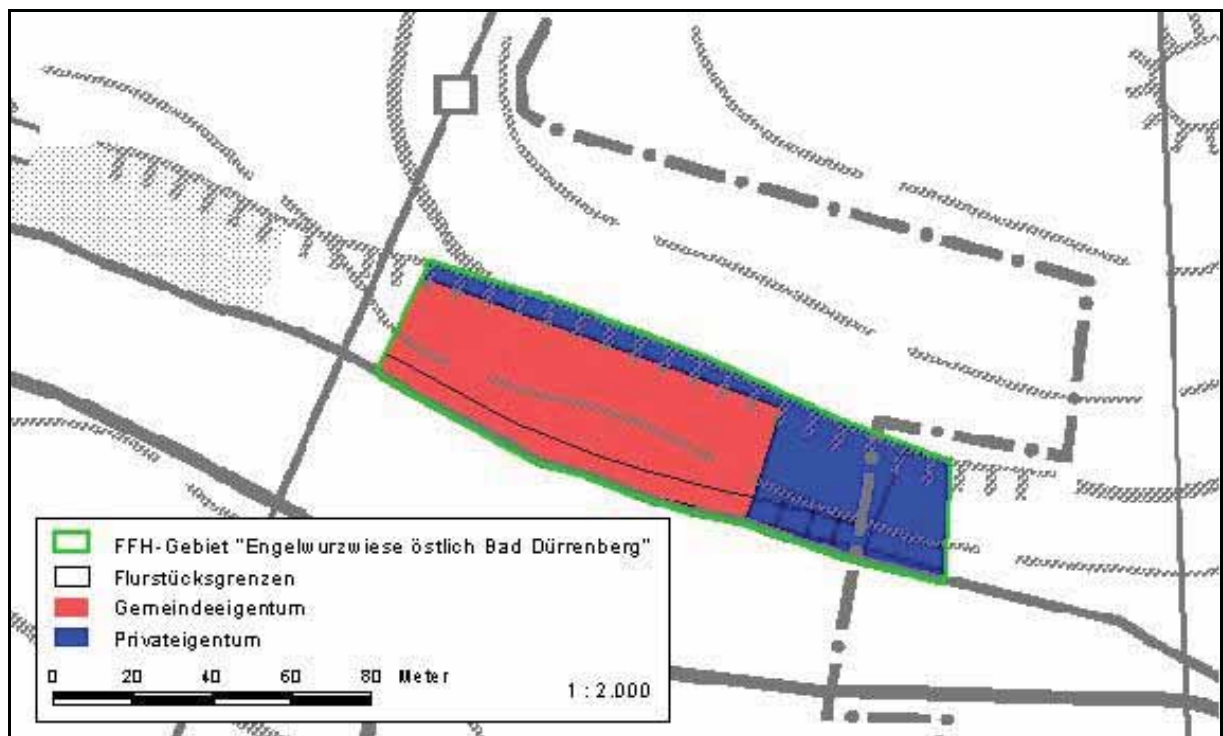 FFH-Gebiet "Engelwurzwiese östlich Bad Dürrenberg"
Flurstücksgrenzen
Gemeindeeigentum
Privateigentum
0 20 40 60 80 Meter
1 : 2.000